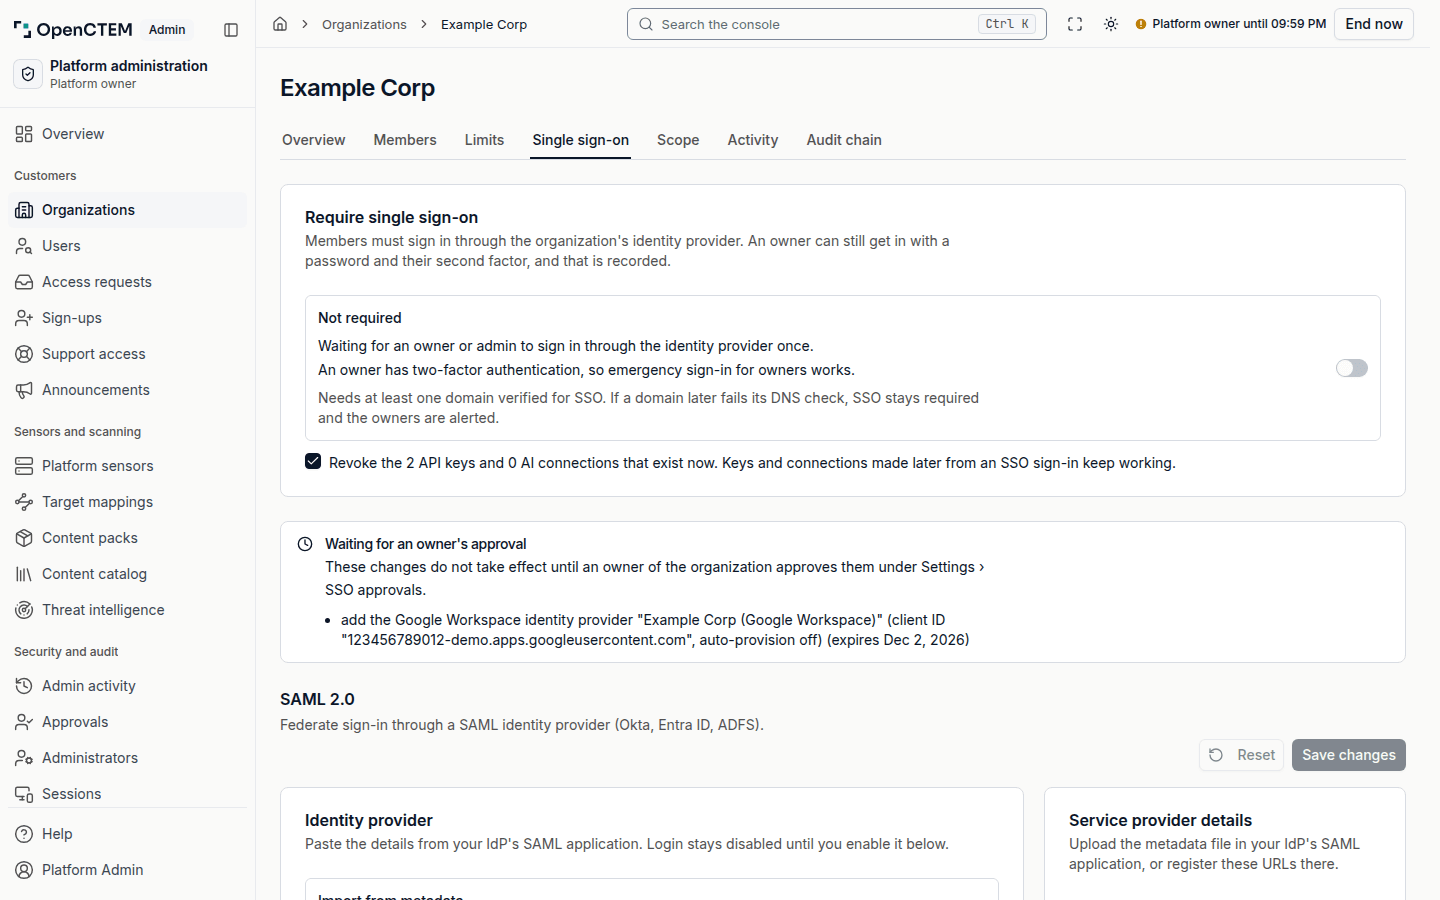 OpenCTEM
Admin
Platform administration
Platform owner
Overview
Customers
Organizations
Users
Access requests
Sign-ups
Support access
Announcements
Sensors and scanning
Platform sensors
Target mappings
Content packs
Content catalog
Threat intelligence
Security and audit
Admin activity
Approvals
Administrators
Sessions
Help
Platform Admin
Organizations
Example Corp
Search the console
Ctrl K
Platform owner until 09:59 PM
End now
Example Corp
Overview
Members
Limits
Single sign-on
Scope
Activity
Audit chain
Require single sign-on
Members must sign in through the organization's identity provider. An owner can still get in with a
password and their second factor, and that is recorded.
Not required
Waiting for an owner or admin to sign in through the identity provider once.
An owner has two-factor authentication, so emergency sign-in for owners works.
Needs at least one domain verified for SSO. If a domain later fails its DNS check, SSO stays required
and the owners are alerted.
Revoke the 2 API keys and 0 AI connections that exist now. Keys and connections made later from an SSO sign-in keep working.
Waiting for an owner's approval
These changes do not take effect until an owner of the organization approves them under Settings ›
SSO approvals.
• add the Google Workspace identity provider "Example Corp (Google Workspace)" (client ID
"123456789012-demo.apps.googleusercontent.com", auto-provision off) (expires Dec 2, 2026)
SAML 2.0
Federate sign-in through a SAML identity provider (Okta, Entra ID, ADFS).
Reset
Save changes
Identity provider
Paste the details from your IdP's SAML application. Login stays disabled until you enable it below.
Import from metadata
Service provider details
Upload the metadata file in your IdP's SAML
application, or register these URLs there.